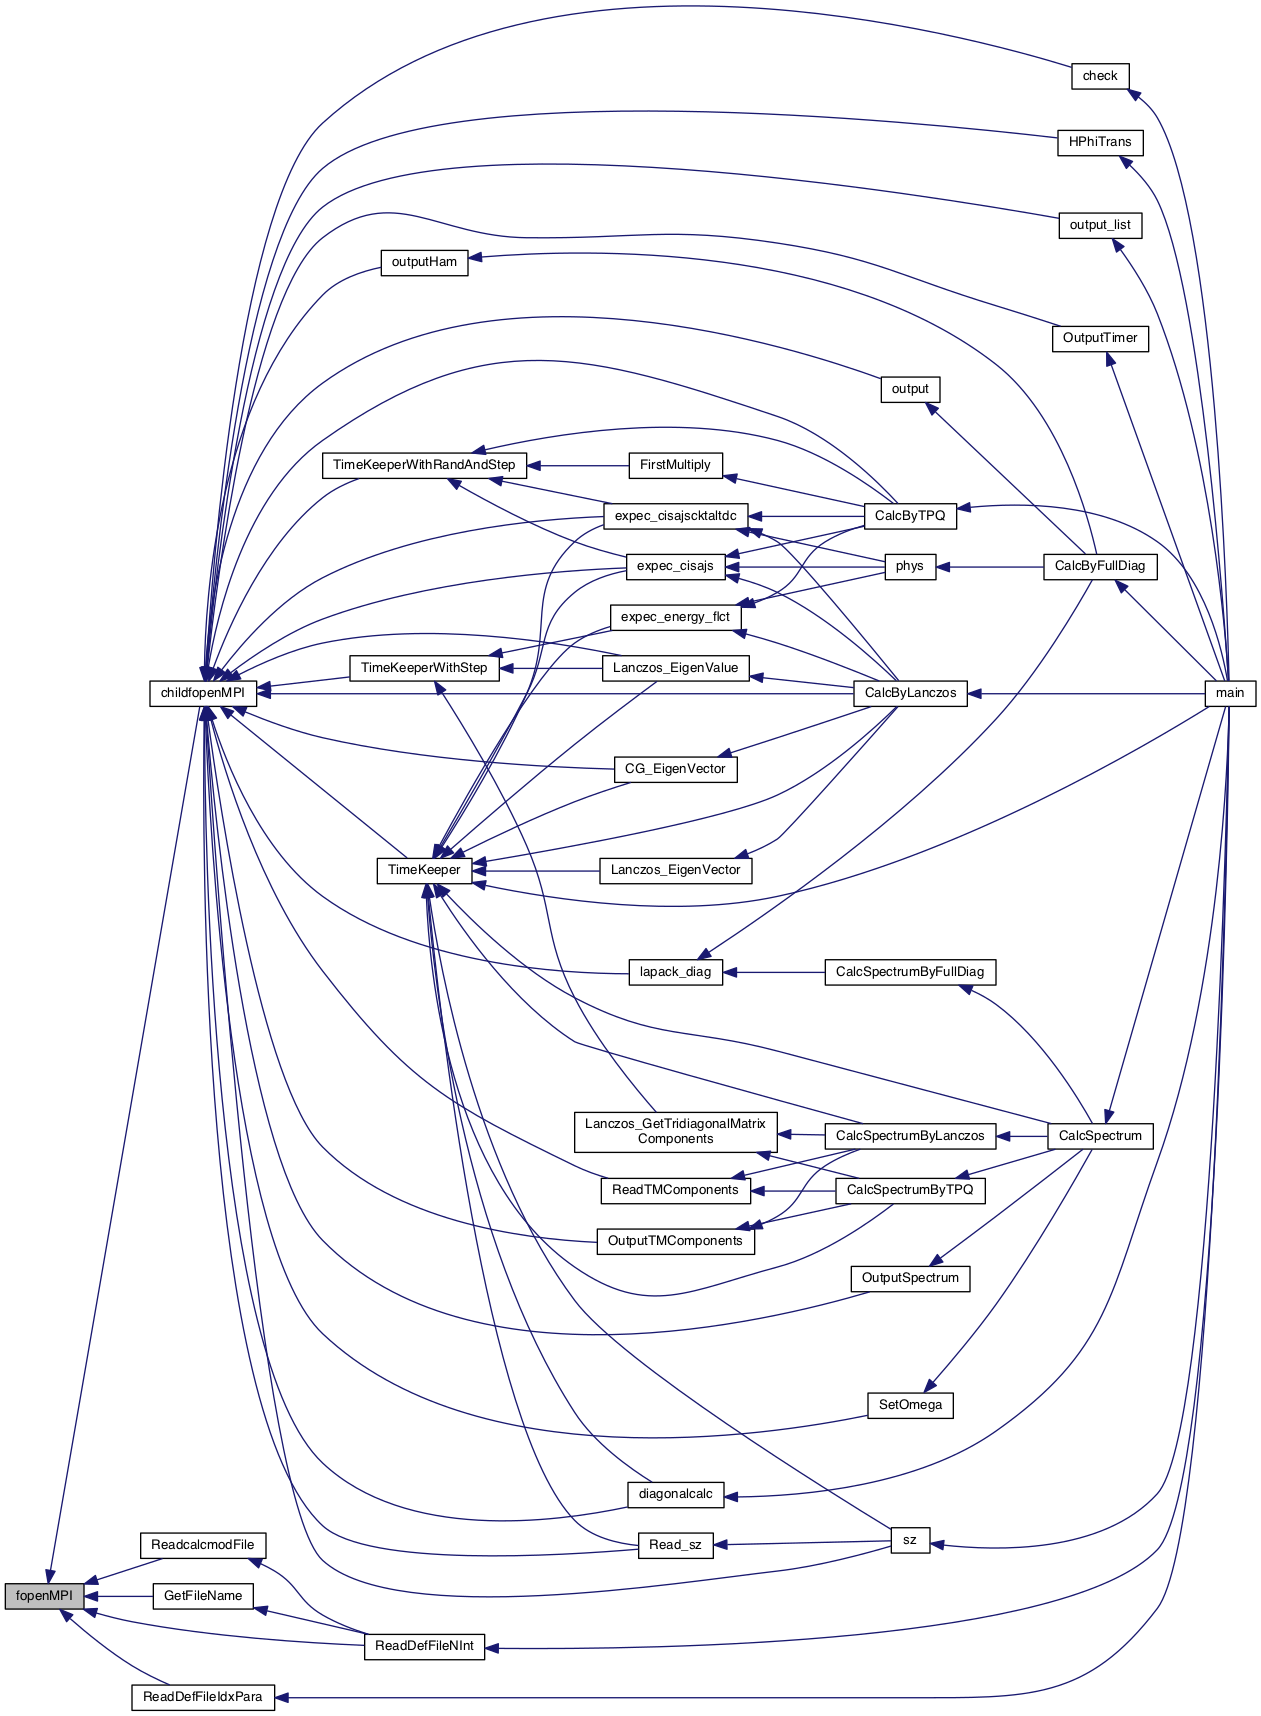 check
HPhiTrans
output_list
outputHam
OutputTimer
output
TimeKeeperWithRandAndStep
FirstMultiply
expec_cisajscktaltdc
CalcByTPQ
expec_cisajs
phys
CalcByFullDiag
expec_energy_flct
TimeKeeperWithStep
Lanczos_EigenValue
childfopenMPI
CalcByLanczos
main
CG_EigenVector
TimeKeeper
Lanczos_EigenVector
lapack_diag
CalcSpectrumByFullDiag
Lanczos_GetTridiagonalMatrix
Components
CalcSpectrumByLanczos
CalcSpectrum
ReadTMComponents
CalcSpectrumByTPQ
OutputTMComponents
OutputSpectrum
SetOmega
diagonalcalc
ReadcalcmodFile
Read_sz
sz
fopenMPI
GetFileName
ReadDefFileNInt
ReadDefFileIdxPara